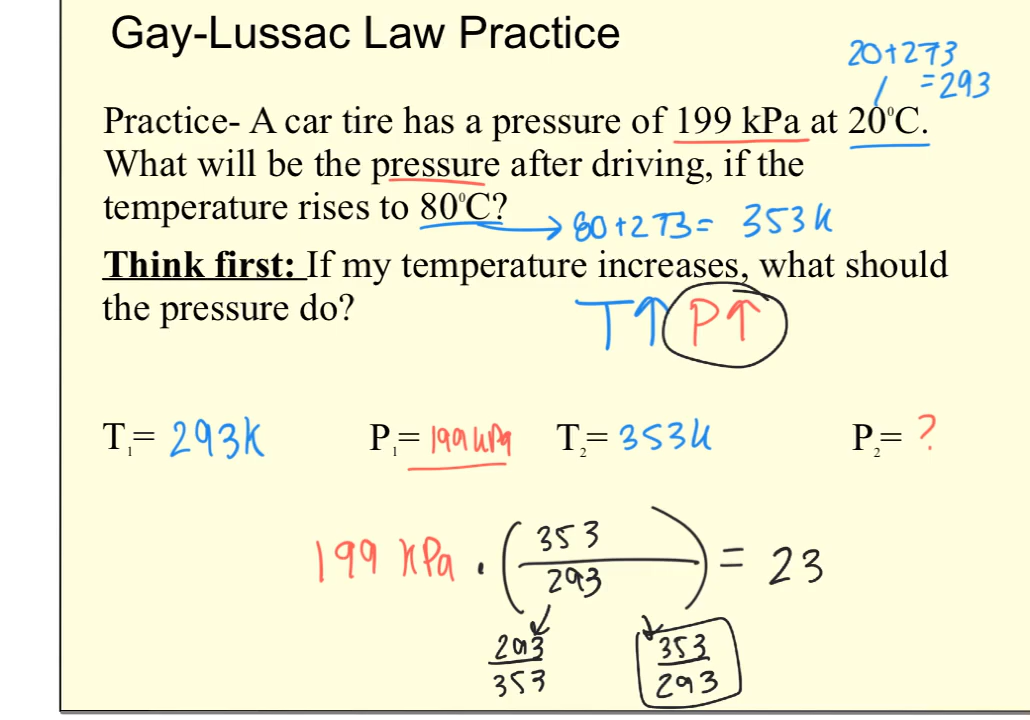 Gay-Lussac Law Practice
20+273
=293
Practice- A car tire has a pressure of 199 kPa at 20°C.
What will be the pressure after driving, if the
temperature rises to 80°C? → 80+273= 353K
Think first: If my temperature increases, what should
the pressure do? T↑ P↑
T₁= 293K P₁= 199 kPa T₂= 353K P₂= ?
199 kPa · (353/293) = 23
293/353 353/293